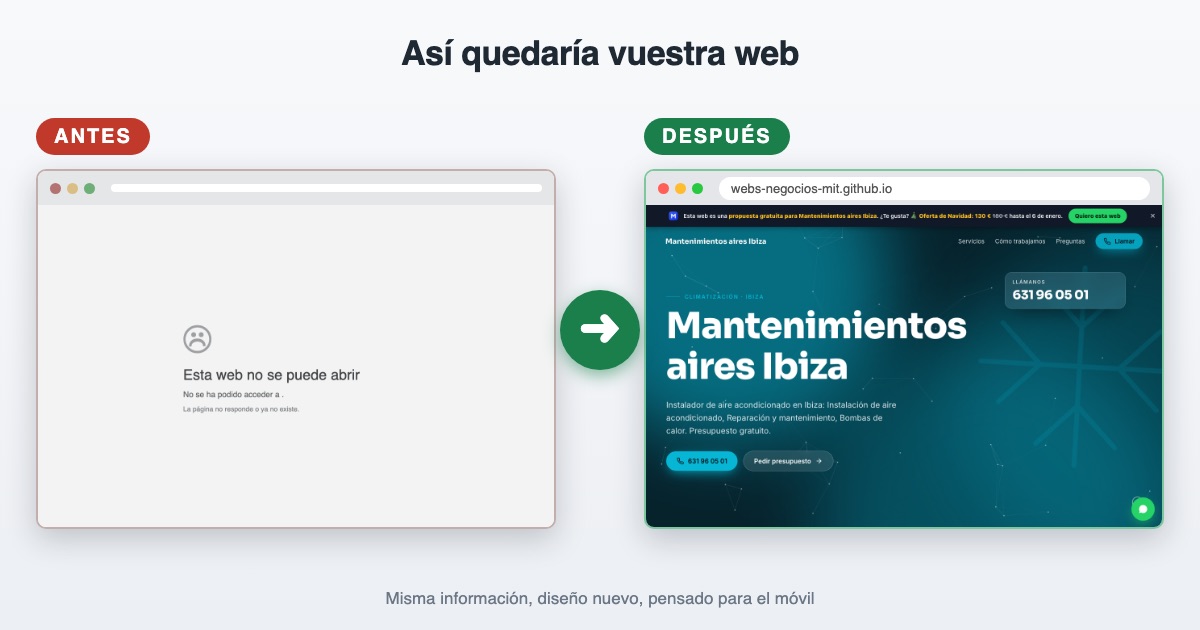 Así quedaría vuestra web
ANTES
DESPUÉS
Esta web no se puede abrir
No se ha podido acceder a .
La página no responde o ya no existe.
webs-negocios-mit.github.io
M Esta web es una propuesta gratuita para Mantenimientos aires Ibiza. ¿Te gusta? Oferta de Navidad: 130 € 180 € hasta el 6 de enero. Quiero esta web ×
Mantenimientos aires Ibiza
Servicios Cómo trabajamos Preguntas Llamar
LLÁMANOS
631 96 05 01
CLIMATIZACIÓN · IBIZA
Mantenimientos
aires Ibiza
Instalador de aire acondicionado en Ibiza: Instalación de aire
acondicionado, Reparación y mantenimiento, Bombas de
calor. Presupuesto gratuito.
631 96 05 01 Pedir presupuesto →
Misma información, diseño nuevo, pensado para el móvil